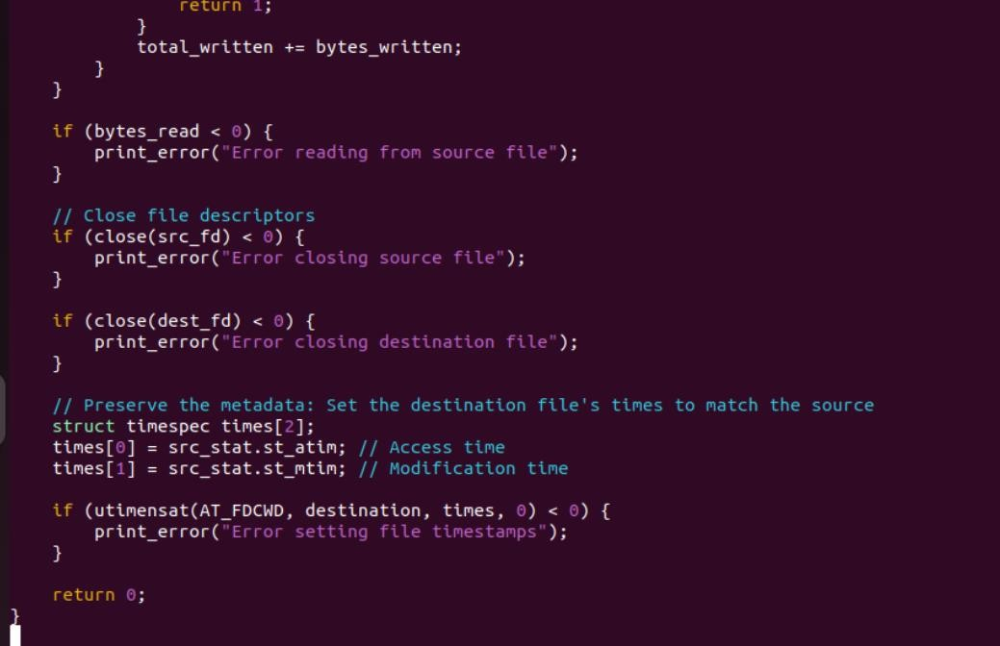 return 1;
            }
            total_written += bytes_written;
        }
    }

    if (bytes_read < 0) {
        print_error("Error reading from source file");
    }

    // Close file descriptors
    if (close(src_fd) < 0) {
        print_error("Error closing source file");
    }

    if (close(dest_fd) < 0) {
        print_error("Error closing destination file");
    }

    // Preserve the metadata: Set the destination file's times to match the source
    struct timespec times[2];
    times[0] = src_stat.st_atim; // Access time
    times[1] = src_stat.st_mtim; // Modification time

    if (utimensat(AT_FDCWD, destination, times, 0) < 0) {
        print_error("Error setting file timestamps");
    }

    return 0;
}